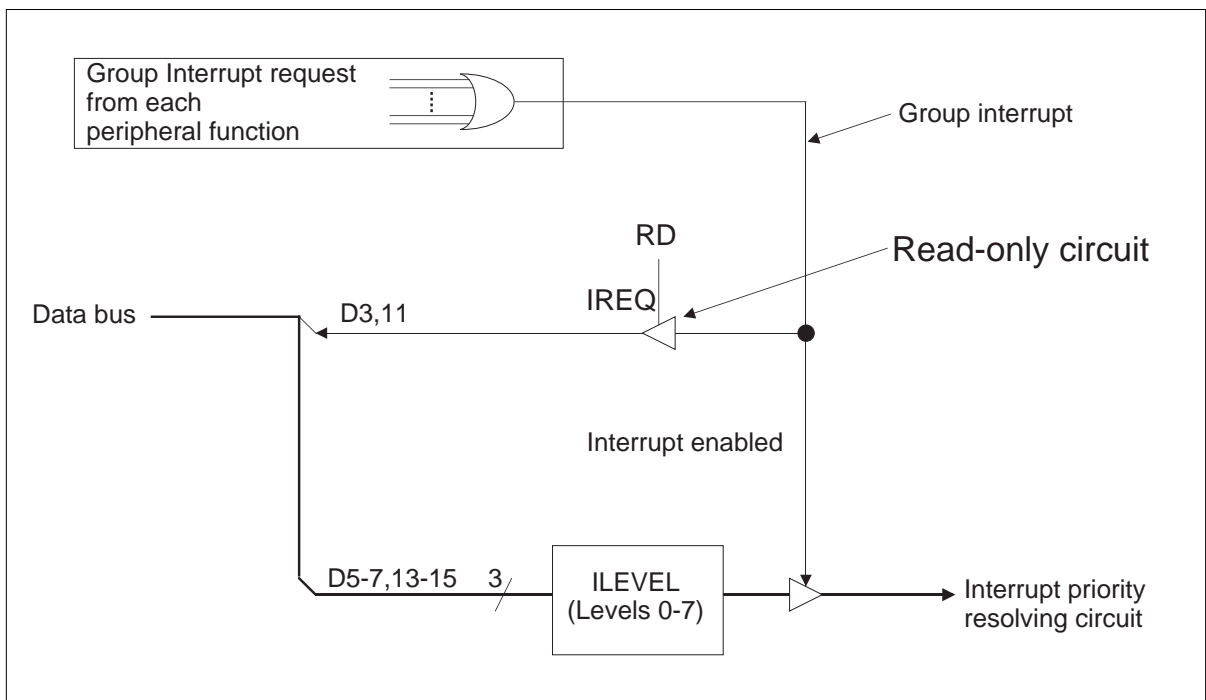 Group Interrupt request
from each
peripheral function
Group interrupt
RD
Read-only circuit
IREQ
Data bus
D3,11
Interrupt enabled
D5-7,13-15
3
ILEVEL
(Levels 0-7)
Interrupt priority
resolving circuit